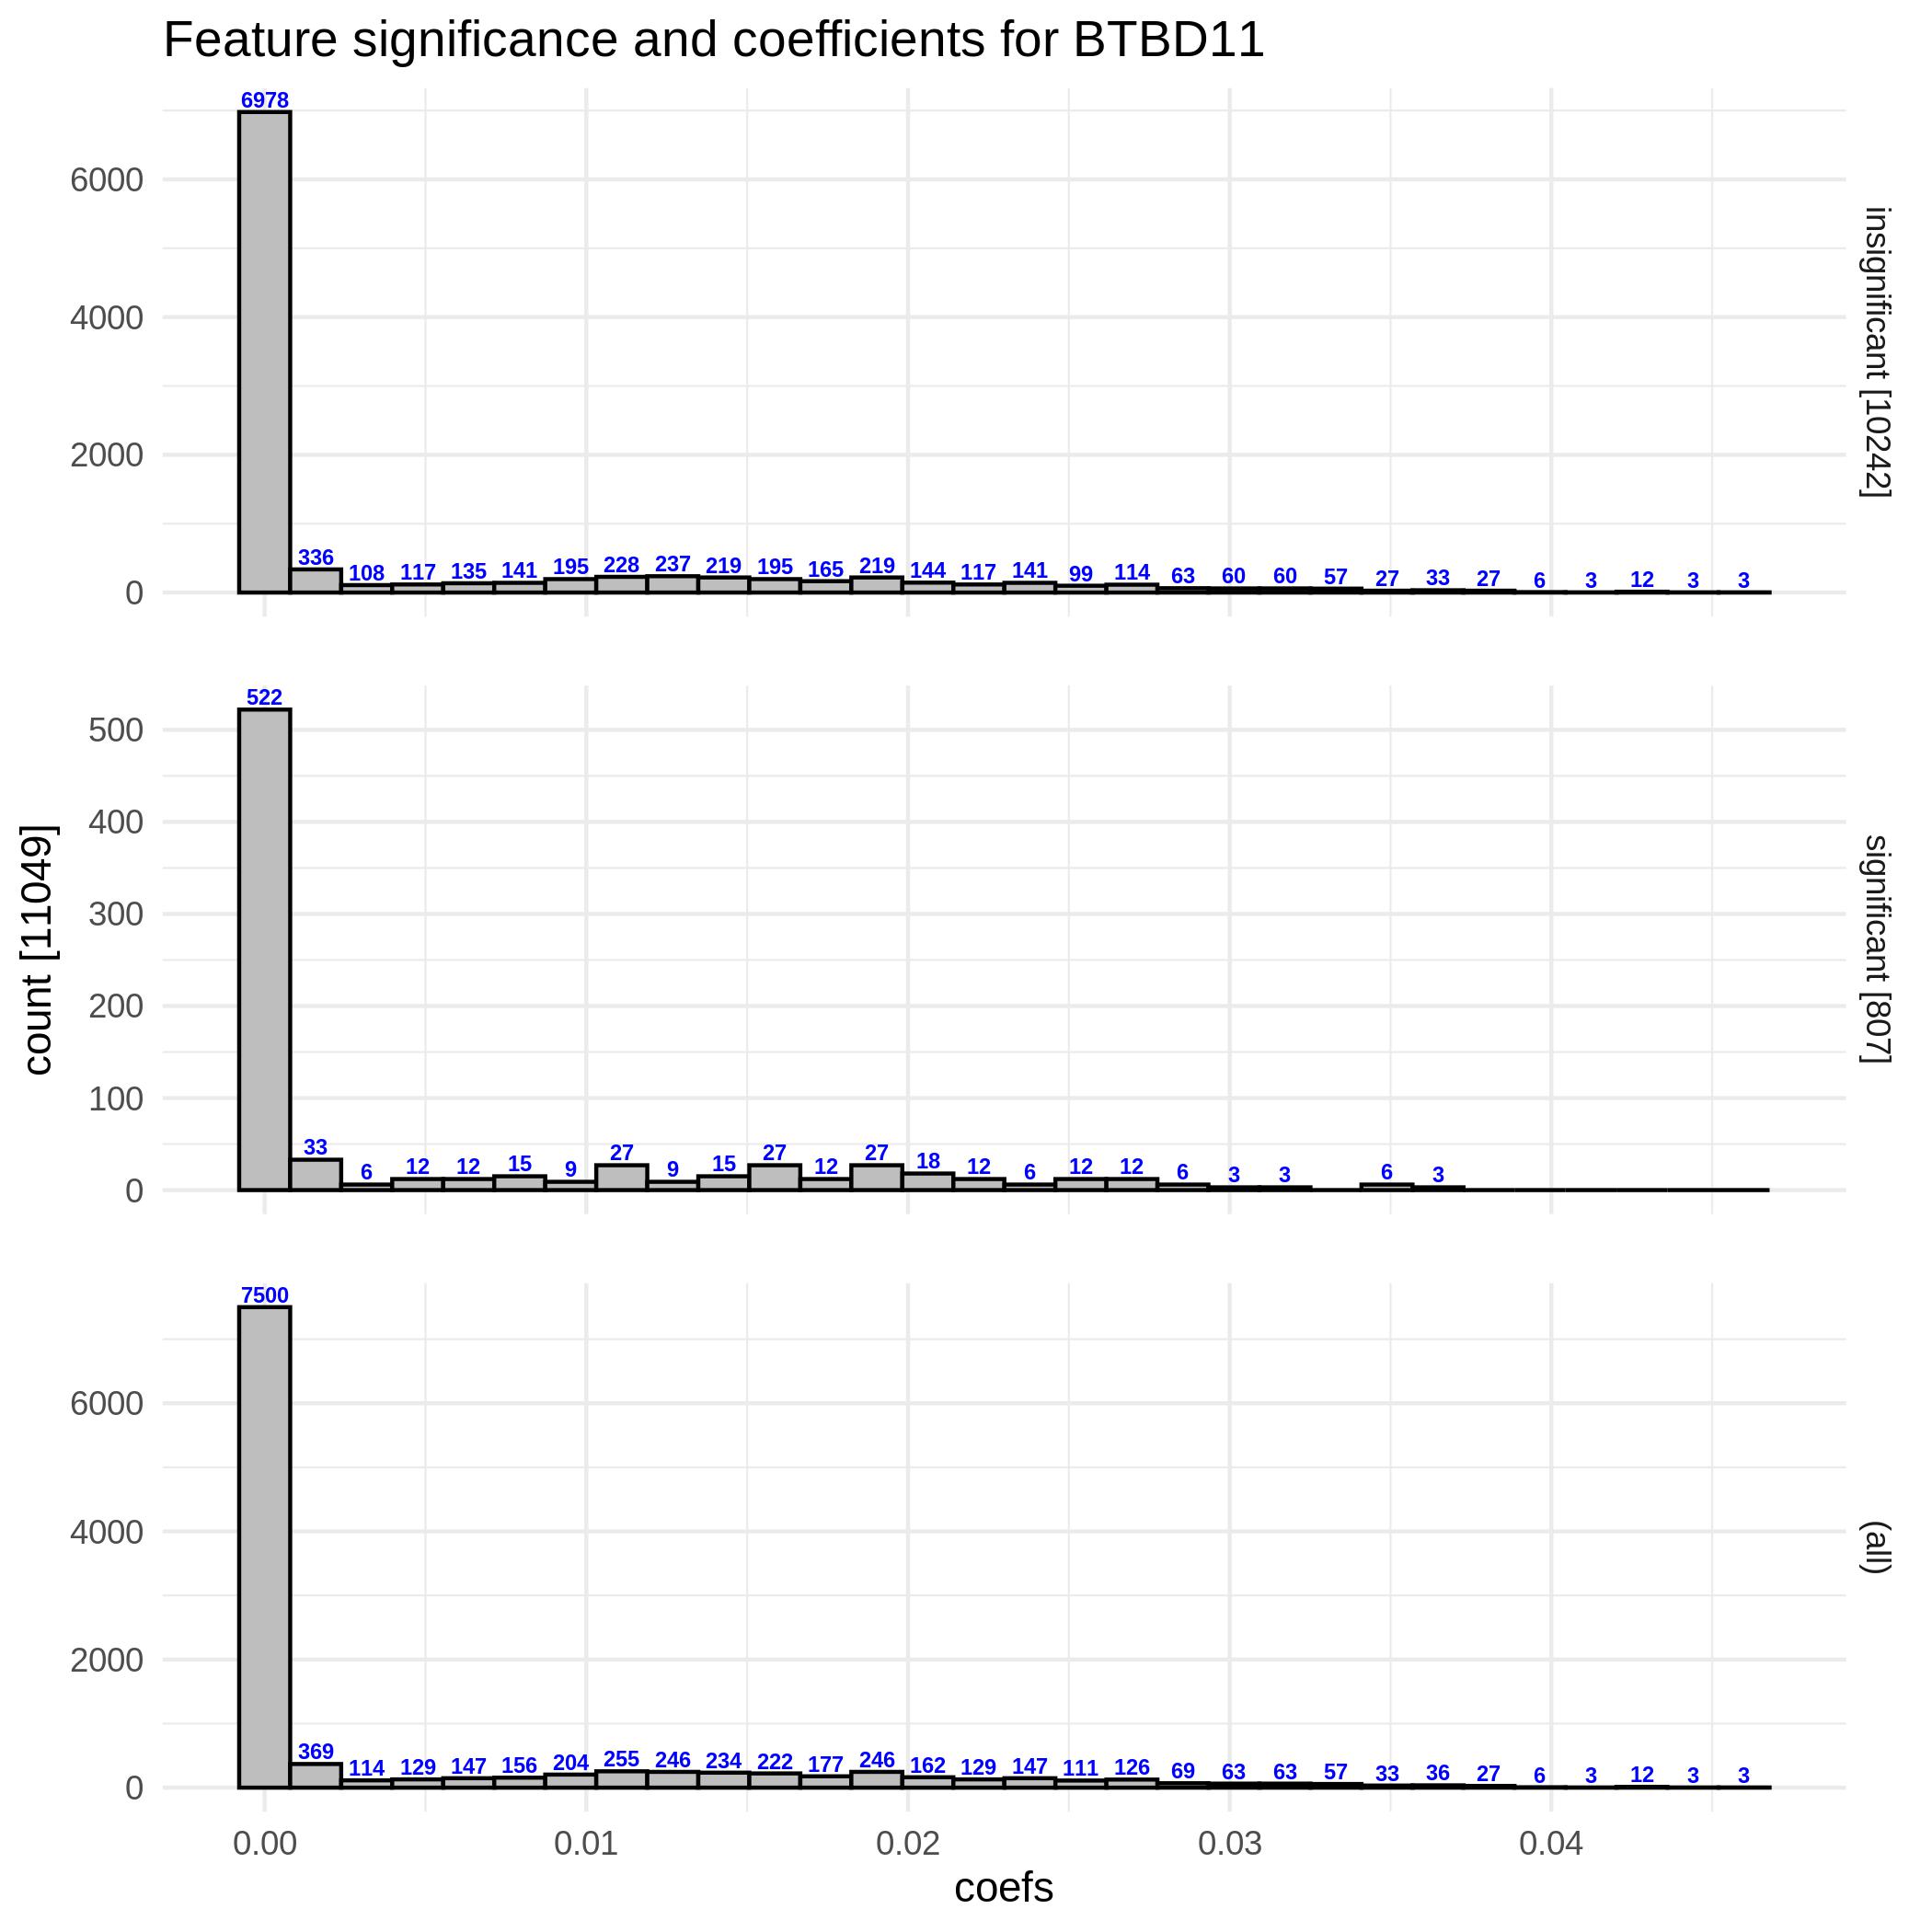 Feature significance and coefficients for BTBD11
6978
6000
4000
2000
0
336 108 117 135 141 195 228 237 219 195 165 219 144 117 141 99 114 63 60 60 57 27 33 27 6 3 12 3 3
insignificant [10242]
count [11049]
522
500
400
300
200
100
0
33 6 12 12 15 9 27 9 15 27 12 27 18 12 6 12 12 6 3 3 6 3
significant [807]
7500
6000
4000
2000
0
369 114 129 147 156 204 255 246 234 222 177 246 162 129 147 111 126 69 63 63 57 33 36 27 6 3 12 3 3
(all)
0.00 0.01 0.02 0.03 0.04
coefs